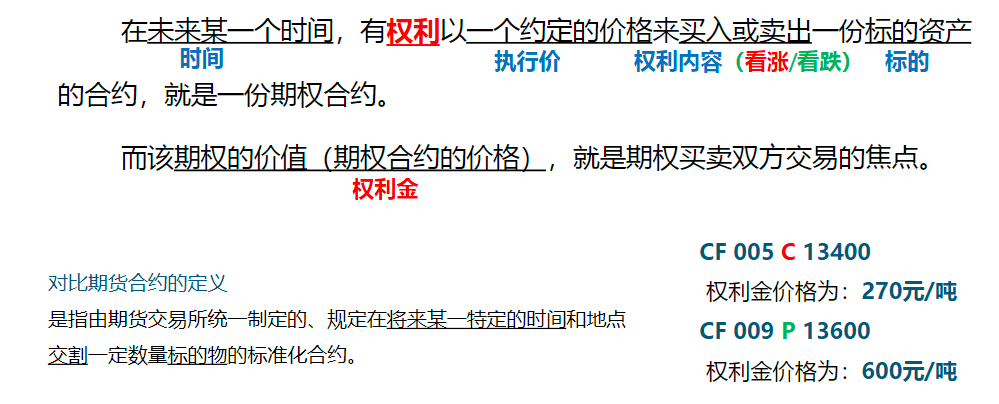 在未来某一个时间，有权利以一个约定的价格来买入或卖出一份标的资产
时间 执行价 权利内容（看涨/看跌） 标的
的合约，就是一份期权合约。
而该期权的价值（期权合约的价格），就是期权买卖双方交易的焦点。
权利金
对比期货合约的定义
是指由期货交易所统一制定的、规定在将来某一特定的时间和地点
交割一定数量标的物的标准化合约。
CF 005 C 13400
权利金价格为：270元/吨
CF 009 P 13600
权利金价格为：600元/吨